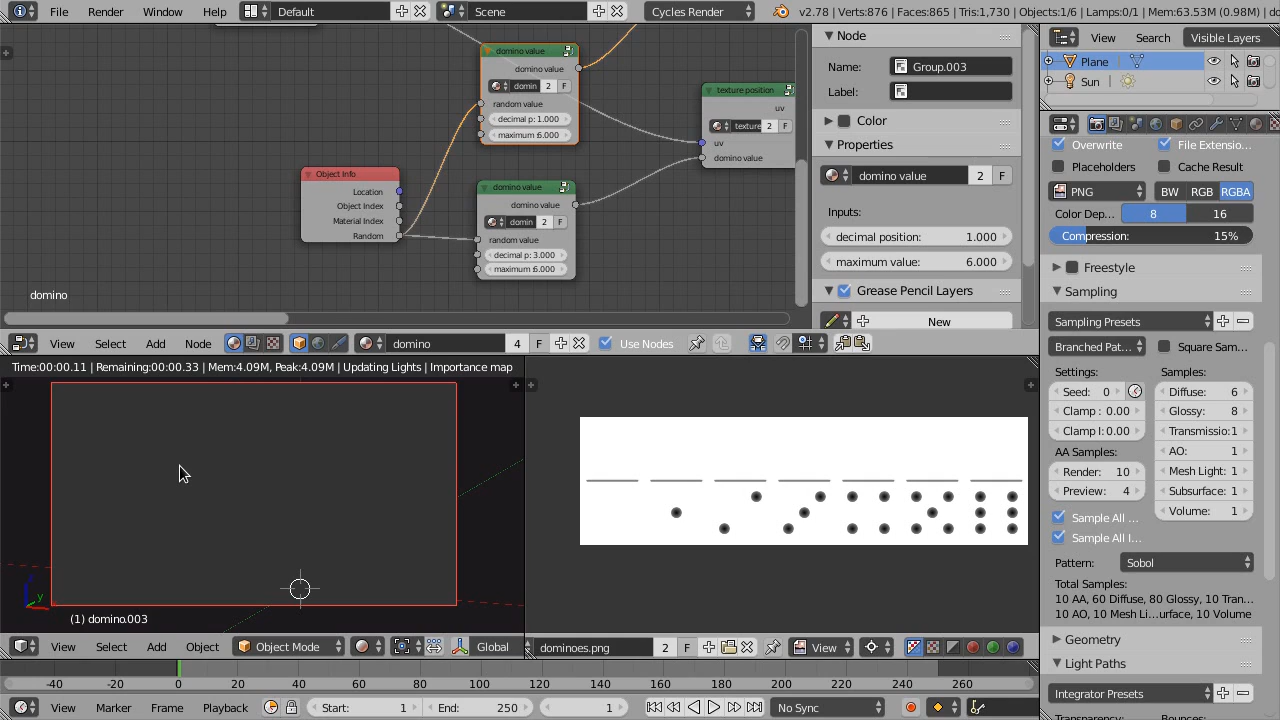 File Render Window Help Default Scene Cycles Render v2.78 | Verts:876 | Faces:865 | Tris:1,730 | Objects:1/6 | Lamps:0/1 | Mem:63.53M (0.98M) | do
domino value
domino value
domin 2 F
random value
decimal p: 1.000
maximum :6.000
texture position
uv
texture 2 F
uv
domino value
Object Info
Location
Object Index
Material Index
Random
domino value
domino value
domin 2 F
random value
decimal p: 3.000
maximum :6.000
domino
Node
Name: Group.003
Label:
Color
Properties
domino value 2 F
Inputs:
decimal position: 1.000
maximum value: 6.000
Grease Pencil Layers
New
View Search Visible Layers
Plane
Sun
Overwrite File Extensio...
Placeholders Cache Result
PNG BW RGB RGBA
Color Dep... 8 16
Compression: 15%
Freestyle
Sampling
Sampling Presets
Branched Pat... Square Sam...
Settings: Samples:
Seed: 0 Diffuse: 6
Clamp : 0.00 Glossy: 8
Clamp I: 0.00 Transmissio:1
AA Samples: AO: 1
Render: 10 Mesh Light: 1
Preview: 4 Subsurface: 1
Sample All ... Volume: 1
Sample All I...
Pattern: Sobol
Total Samples:
10 AA, 60 Diffuse, 80 Glossy, 10 Tran...
10 AO, 10 Mesh Li...urface, 10 Volume
Geometry
Light Paths
Integrator Presets
View Select Add Node domino 4 F Use Nodes
Time:00:00.11 | Remaining:00:00.33 | Mem:4.09M, Peak:4.09M | Updating Lights | Importance map
(1) domino.003
View Select Add Object Object Mode Global
dominoes.png 2 F View
-40 -20 0 20 40 60 80 100 120 140 160 180 200 220 240 260
View Marker Frame Playback Start: 1 End: 250 1 No Sync